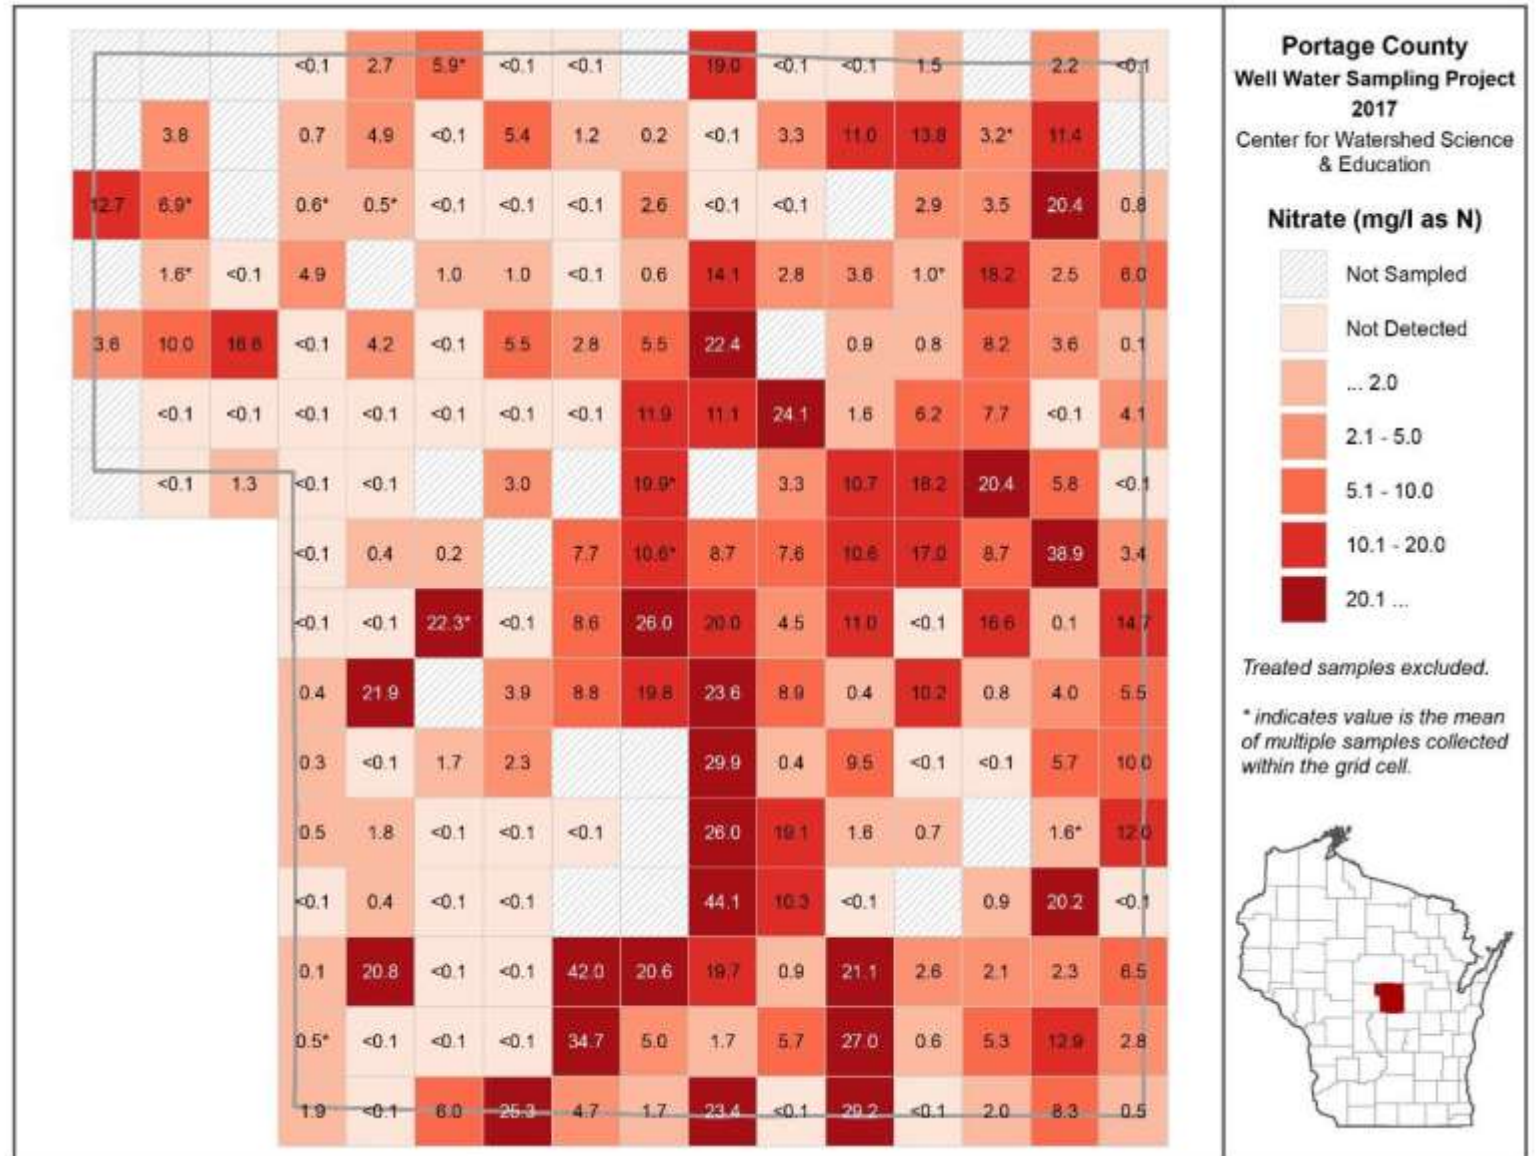 Portage County
Well Water Sampling Project
2017
Center for Watershed Science
& Education
Nitrate (mg/l as N)
Not Sampled
Not Detected
... 2.0
2.1 - 5.0
5.1 - 10.0
10.1 - 20.0
20.1 ...
Treated samples excluded.
* indicates value is the mean
of multiple samples collected
within the grid cell.
<0.1 2.7 5.9* <0.1 <0.1 19.0 <0.1 <0.1 1.5 2.2 <0.1
3.8 0.7 4.9 <0.1 5.4 1.2 0.2 <0.1 3.3 11.0 13.8 3.2* 11.4
12.7 6.9* 0.6* 0.5* <0.1 <0.1 <0.1 2.6 <0.1 <0.1 2.9 3.5 20.4 0.8
1.6* <0.1 4.9 1.0 1.0 <0.1 0.6 14.1 2.8 3.6 1.0* 18.2 2.5 6.0
3.6 10.0 16.6 <0.1 4.2 <0.1 5.5 2.8 5.5 22.4 0.9 0.8 8.2 3.6 0.1
<0.1 <0.1 <0.1 <0.1 <0.1 <0.1 <0.1 11.9 11.1 24.1 1.6 6.2 7.7 <0.1 4.1
<0.1 1.3 <0.1 <0.1 3.0 19.9* 3.3 10.7 18.2 20.4 5.8 <0.1
<0.1 0.4 0.2 7.7 10.6* 8.7 7.6 10.6 17.0 8.7 38.9 3.4
<0.1 <0.1 22.3* <0.1 8.6 26.0 20.0 4.5 11.0 <0.1 16.6 0.1 14.7
0.4 21.9 3.9 8.8 19.8 23.6 8.9 0.4 10.2 0.8 4.0 5.5
0.3 <0.1 1.7 2.3 29.9 0.4 9.5 <0.1 <0.1 5.7 10.0
0.5 1.8 <0.1 <0.1 <0.1 26.0 19.1 1.6 0.7 1.6* 12.0
<0.1 0.4 <0.1 <0.1 44.1 10.3 <0.1 0.9 20.2 <0.1
0.1 20.8 <0.1 <0.1 42.0 20.6 19.7 0.9 21.1 2.6 2.1 2.3 6.5
0.5* <0.1 <0.1 <0.1 34.7 5.0 1.7 5.7 27.0 0.6 5.3 12.9 2.8
1.9 <0.1 6.0 25.3 4.7 1.7 23.4 <0.1 29.2 <0.1 2.0 8.3 0.5